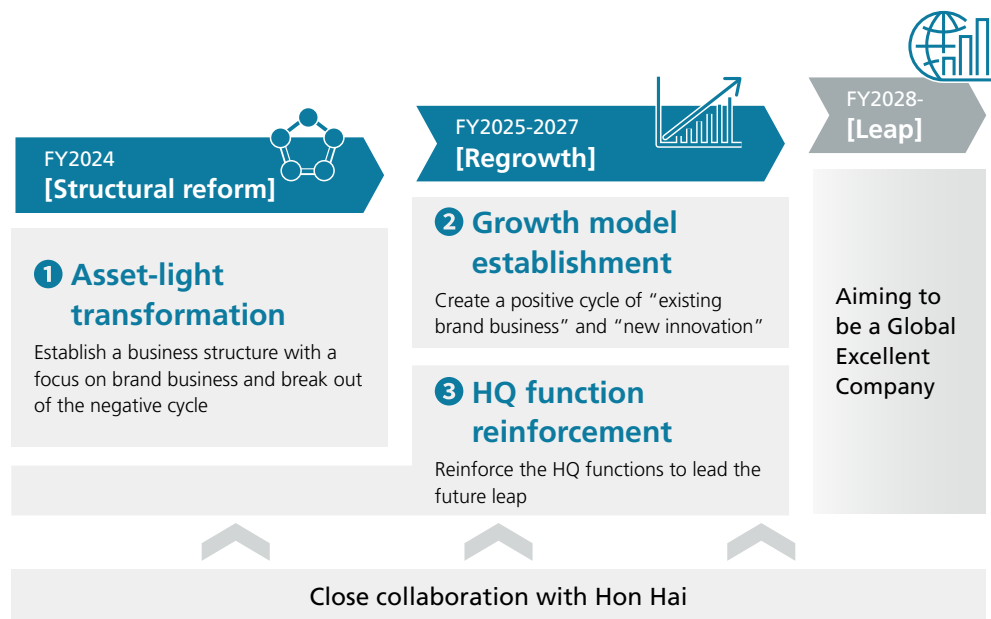 FY2024
[Structural reform]
1 Asset-light
transformation
Establish a business structure with a
focus on brand business and break out
of the negative cycle
FY2025-2027
[Regrowth]
2 Growth model
establishment
Create a positive cycle of “existing
brand business” and “new innovation”
3 HQ function
reinforcement
Reinforce the HQ functions to lead the
future leap
FY2028-
[Leap]
Aiming to
be a Global
Excellent
Company
Close collaboration with Hon Hai